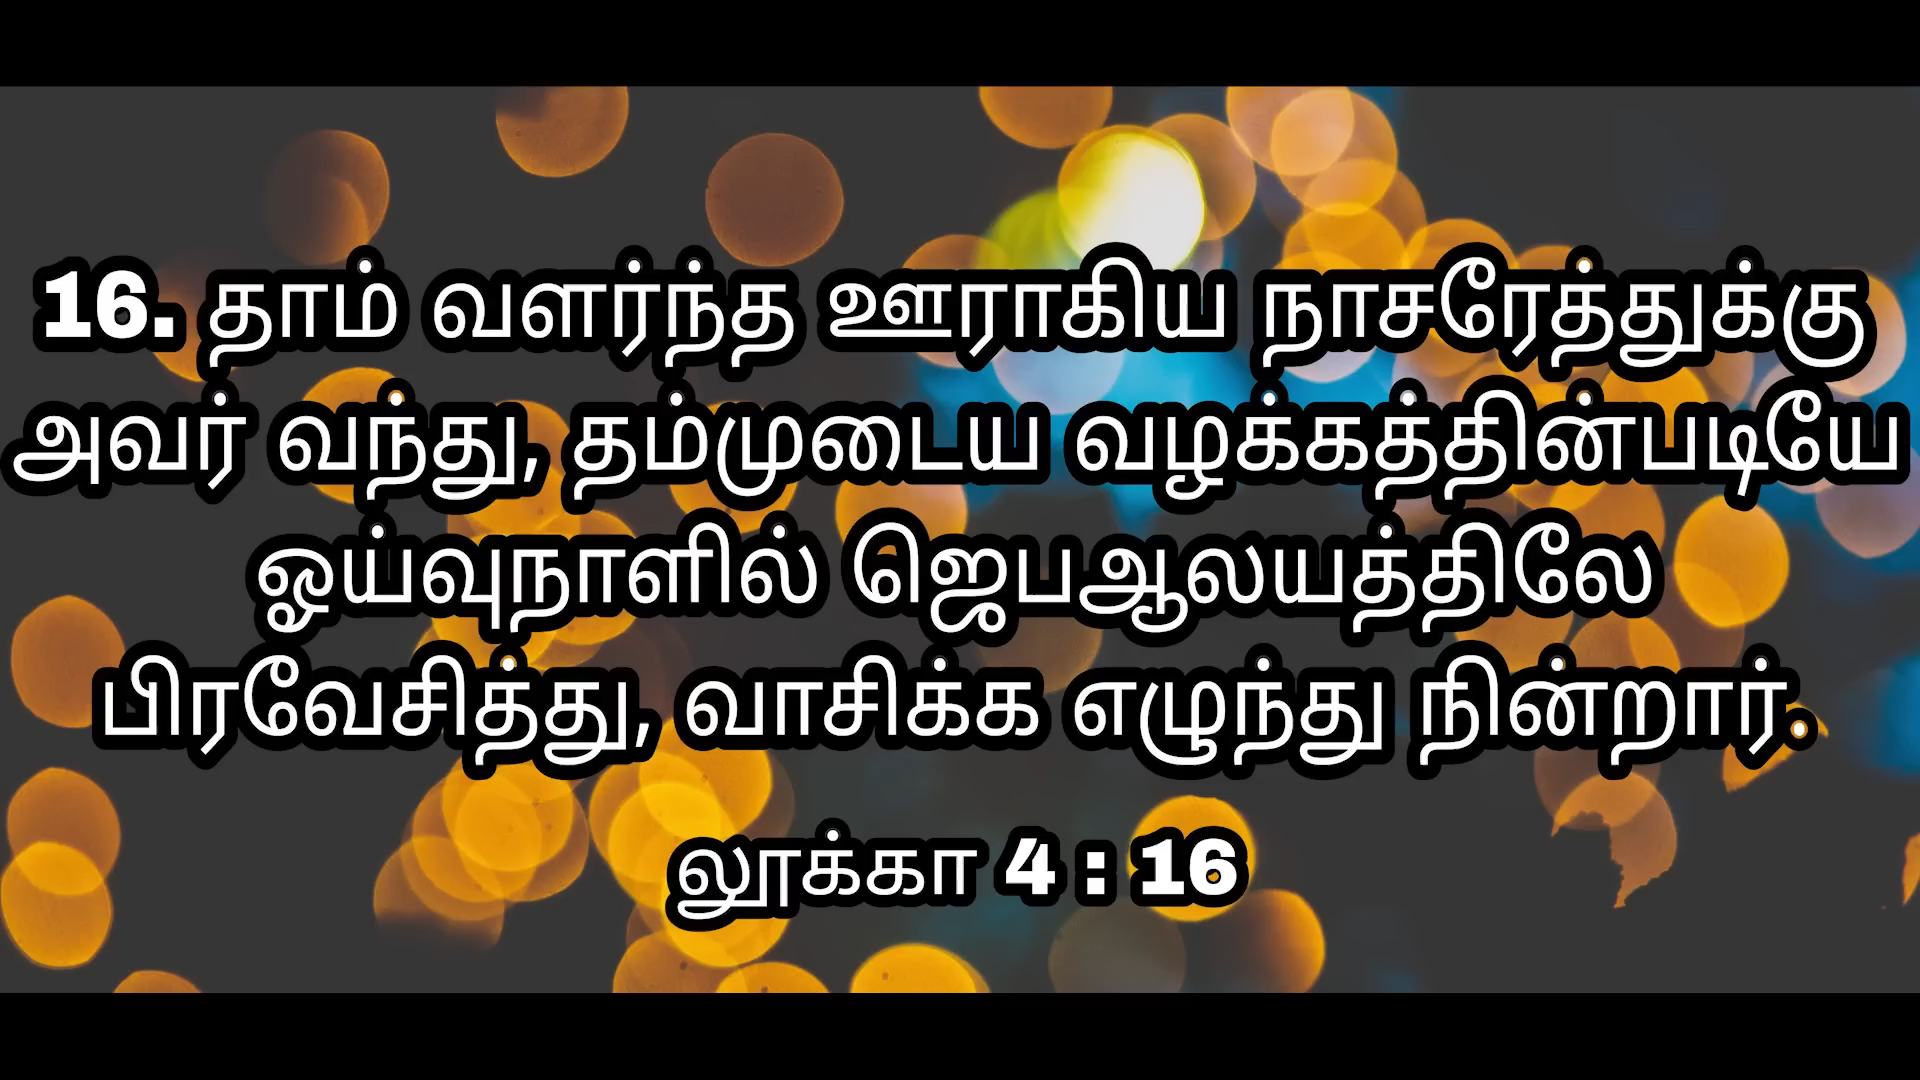 16. தாம் வளர்ந்த ஊராகிய நாசரேத்துக்கு
அவர் வந்து, தம்முடைய வழக்கத்தின்படியே
ஓய்வுநாளில் ஜெபஆலயத்திலே
பிரவேசித்து, வாசிக்க எழுந்து நின்றார்.
லூக்கா 4 : 16